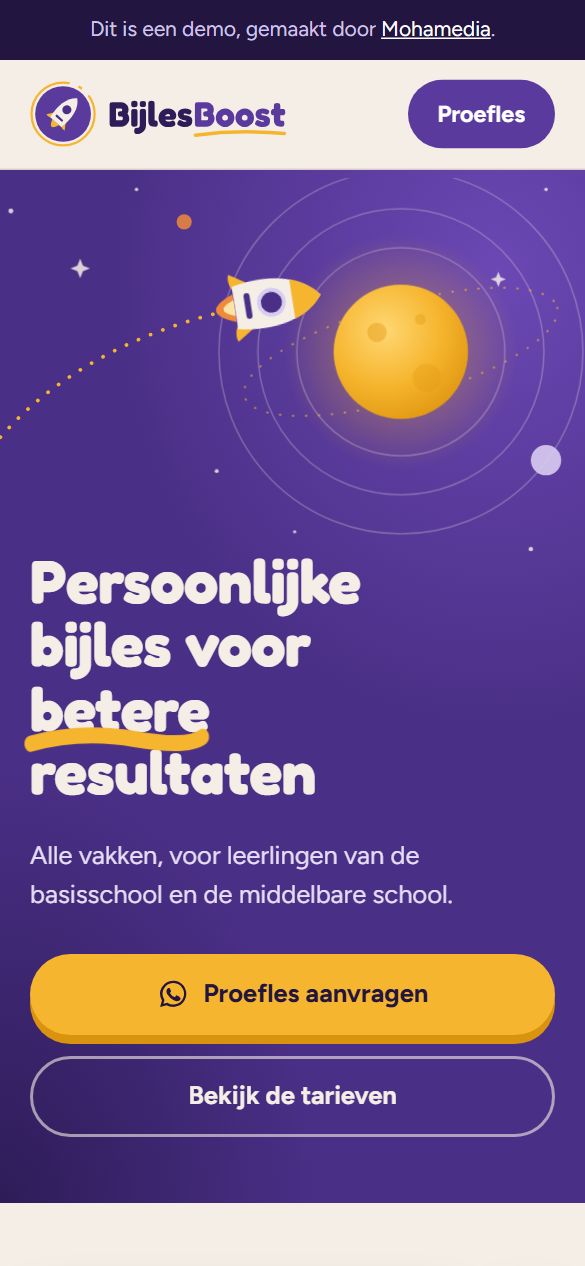 Dit is een demo, gemaakt door Mohamedia.
BijlesBoost
Proefles
Persoonlijke
bijles voor
betere
resultaten
Alle vakken, voor leerlingen van de
basisschool en de middelbare school.
Proefles aanvragen
Bekijk de tarieven